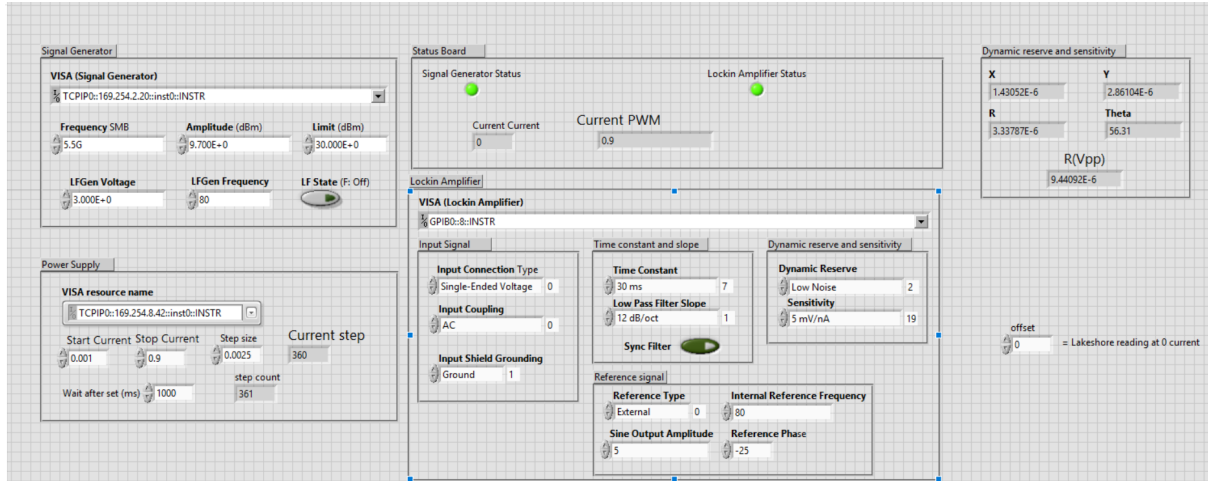 Signal Generator
VISA (Signal Generator)
TCPIP0::169.254.2.20::inst0::INSTR
Frequency SMB Amplitude (dBm) Limit (dBm)
5.5G 9.700E+0 30.000E+0
LFGen Voltage LFGen Frequency LF State (F: Off)
3.000E+0 80
Power Supply
VISA resource name
TCPIP0::169.254.8.42::inst0::INSTR
Start Current Stop Current Step size Current step
0.001 0.9 0.0025 360
step count
Wait after set (ms) 1000 361
Status Board
Signal Generator Status Lockin Amplifier Status
Current Current Current PWM
0 0.9
Lockin Amplifier
VISA (Lockin Amplifier)
GPIB0::8::INSTR
Input Signal
Input Connection Type
Single-Ended Voltage 0
Input Coupling
AC 0
Input Shield Grounding
Ground 1
Time constant and slope
Time Constant
30 ms 7
Low Pass Filter Slope
12 dB/oct 1
Sync Filter
Dynamic reserve and sensitivity
Dynamic Reserve
Low Noise 2
Sensitivity
5 mV/nA 19
Reference signal
Reference Type Internal Reference Frequency
External 0 80
Sine Output Amplitude Reference Phase
5 -25
Dynamic reserve and sensitivity
X Y
1.43052E-6 2.86104E-6
R Theta
3.33787E-6 56.31
R(Vpp)
9.44092E-6
offset
0 = Lakeshore reading at 0 current